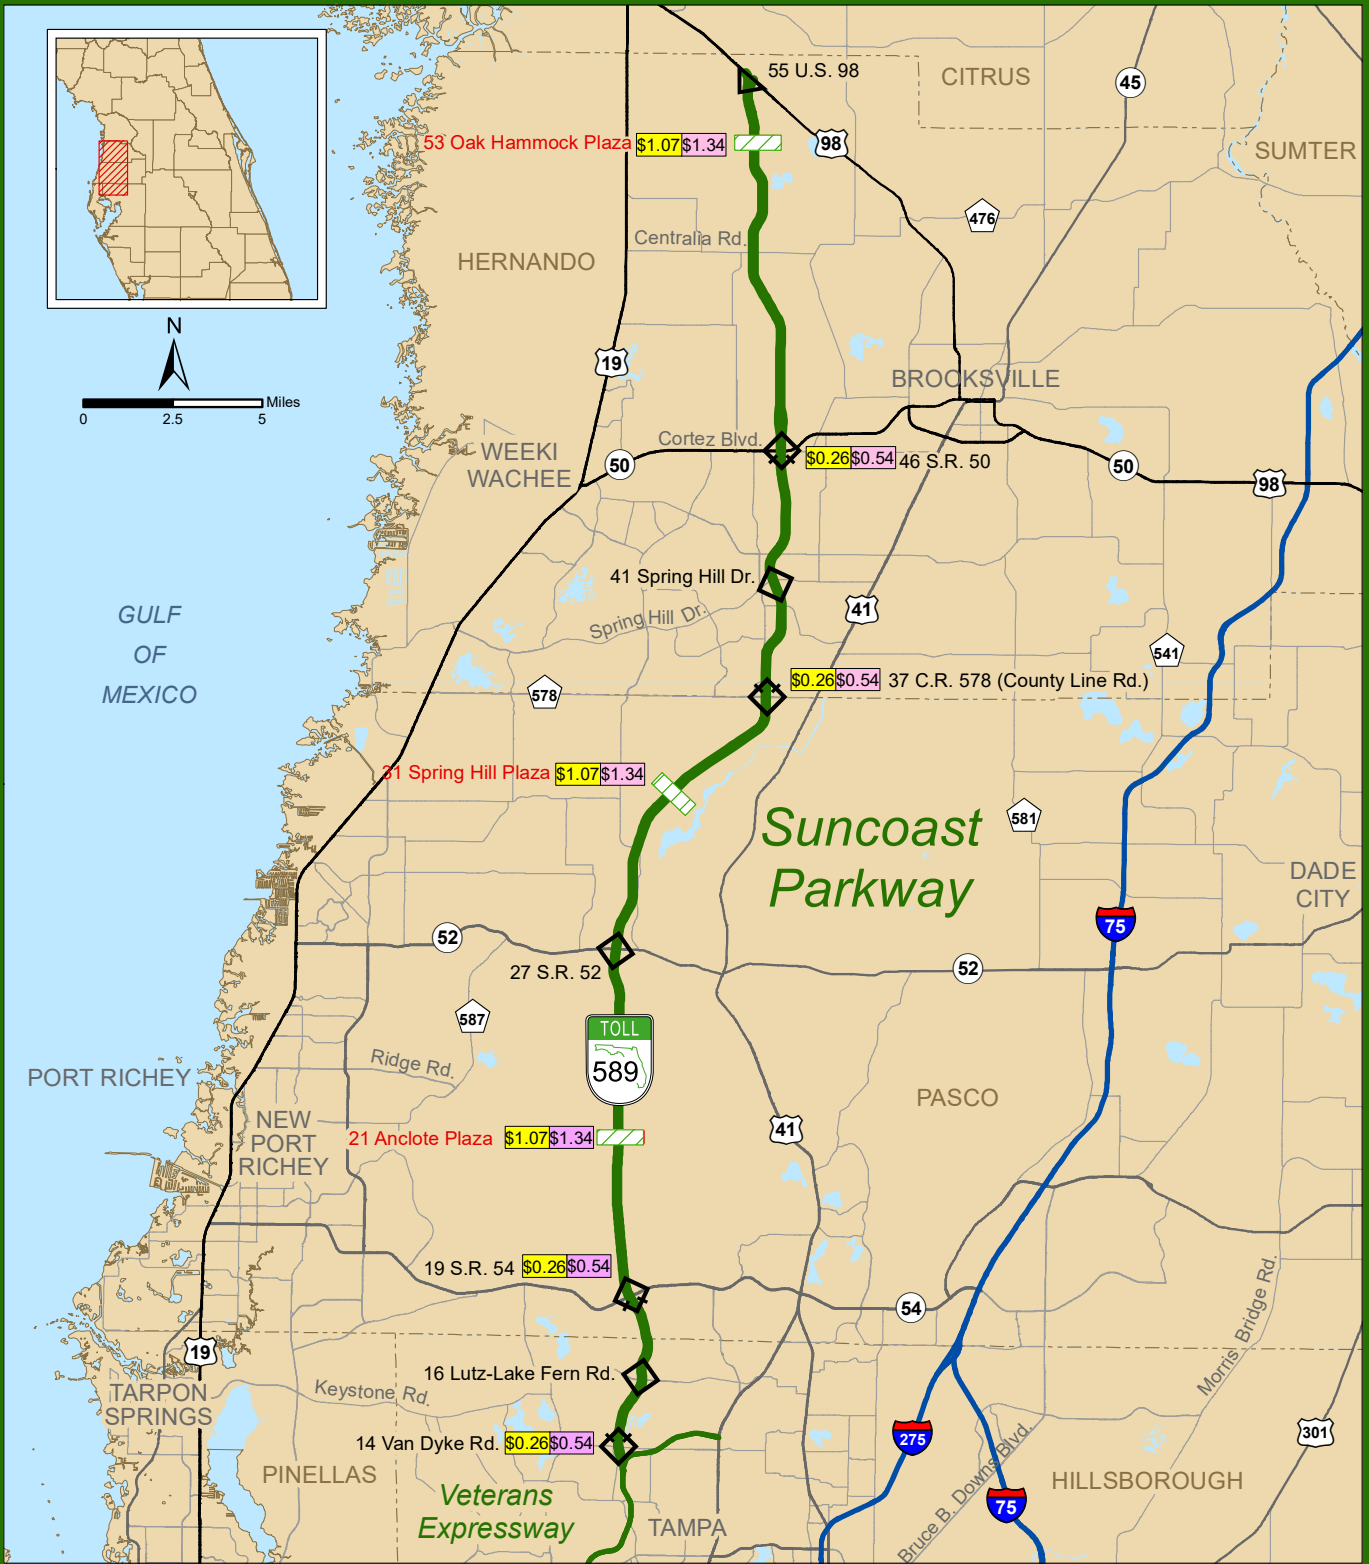 55 U.S. 98
CITRUS
45
53 Oak Hammock Plaza $1.07 $1.34
98
SUMTER
476
Centralia Rd.
HERNANDO
N
19
0 2.5 5 Miles
BROOKSVILLE
Cortez Blvd.
WEEKI
WACHEE
50
$0.26 $0.54 46 S.R. 50
50
98
41 Spring Hill Dr.
GULF
OF
MEXICO
Spring Hill Dr.
41
541
578
$0.26 $0.54 37 C.R. 578 (County Line Rd.)
31 Spring Hill Plaza $1.07 $1.34
Suncoast
Parkway
581
DADE
CITY
75
52
27 S.R. 52
52
587
TOLL
589
Ridge Rd.
PORT RICHEY
PASCO
NEW
PORT
RICHEY
21 Anclote Plaza $1.07 $1.34
41
19 S.R. 54 $0.26 $0.54
54
Morris Bridge Rd.
19
16 Lutz-Lake Fern Rd.
TARPON
SPRINGS
Keystone Rd.
14 Van Dyke Rd. $0.26 $0.54
275
301
Bruce B. Downs Blvd.
PINELLAS
HILLSBOROUGH
Veterans
Expressway
TAMPA
75